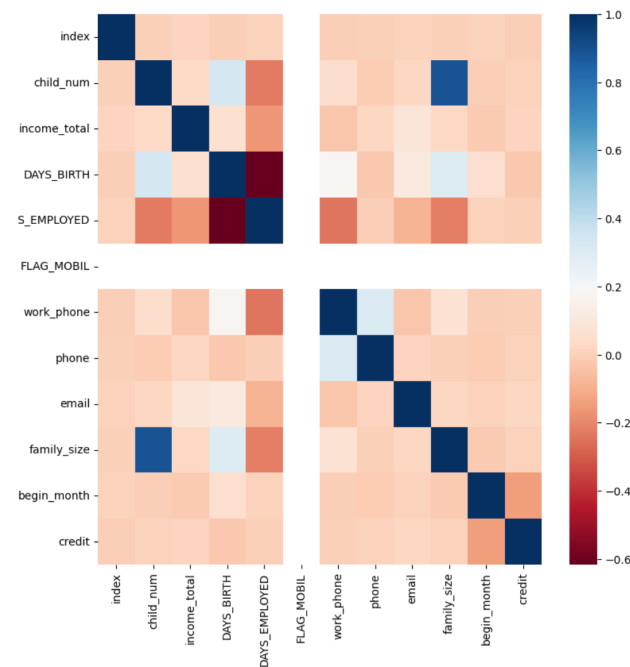 index
child_num
income_total
DAYS_BIRTH
S_EMPLOYED
FLAG_MOBIL
work_phone
phone
email
family_size
begin_month
credit
index
child_num
income_total
DAYS_BIRTH
DAYS_EMPLOYED
FLAG_MOBIL
work_phone
phone
email
family_size
begin_month
credit
1.0
0.8
0.6
0.4
0.2
0.0
−0.2
−0.4
−0.6